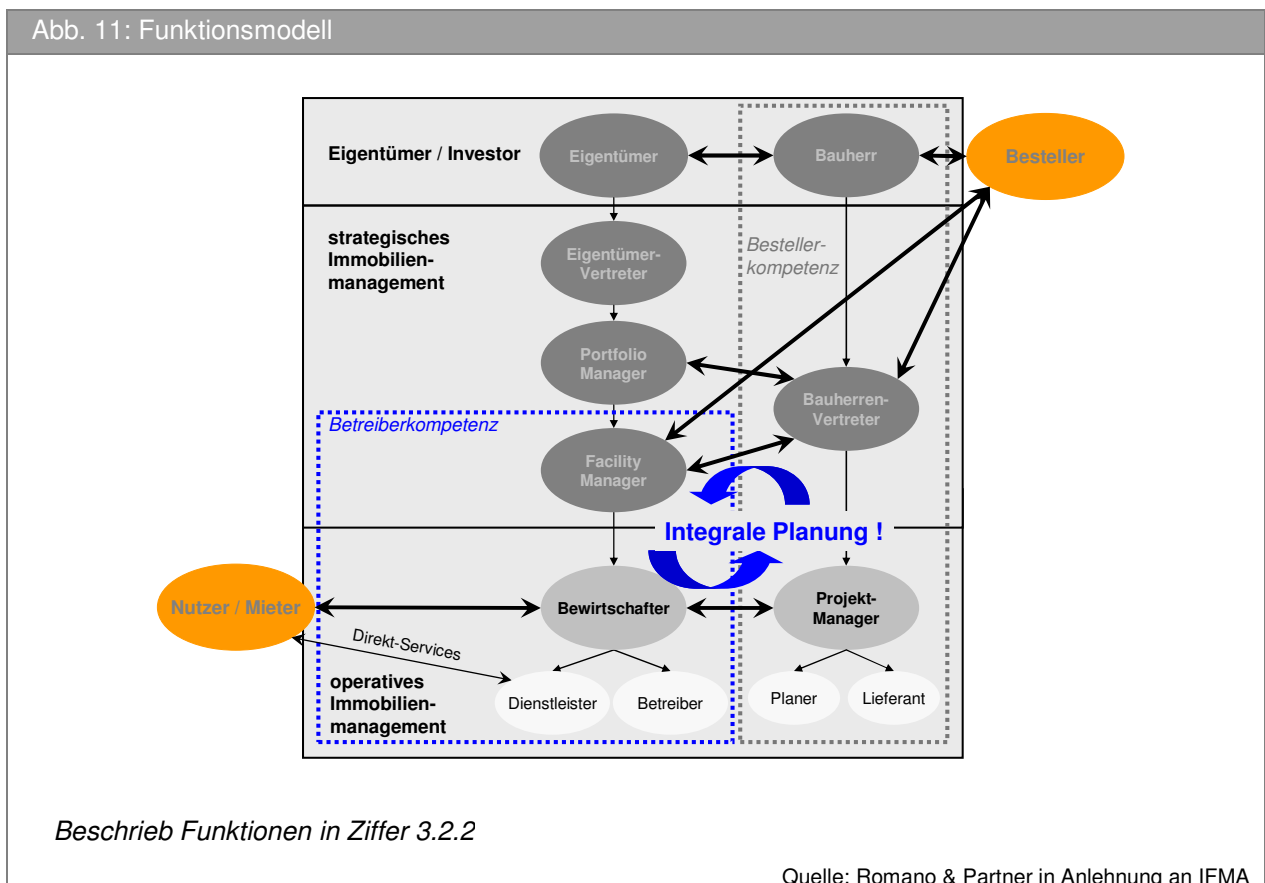 Abb. 11: Funktionsmodell
Eigentümer / Investor
Eigentümer
Bauherr
Besteller
strategisches
Immobilien-
management
Eigentümer-
Vertreter
Besteller-
kompetenz
Portfolio
Manager
Bauherren-
Vertreter
Betreiberkompetenz
Facility
Manager
Integrale Planung !
Nutzer / Mieter
Bewirtschafter
Projekt-
Manager
Direkt-Services
operatives
Immobilien-
management
Dienstleister
Betreiber
Planer
Lieferant
Beschrieb Funktionen in Ziffer 3.2.2
Quelle: Romano & Partner in Anlehnung an IFMA